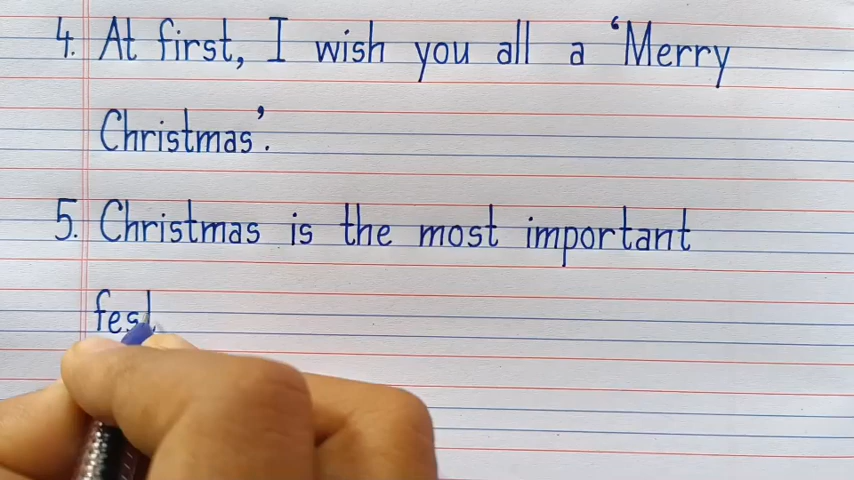 4. At first, I wish you all a ‘Merry
Christmas’.
5. Christmas is the most important